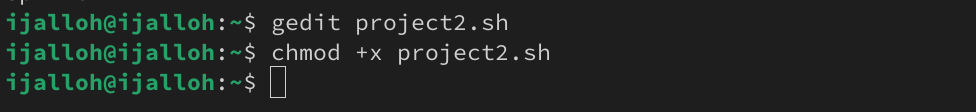 ijalloh@ijalloh:~$ gedit project2.sh
ijalloh@ijalloh:~$ chmod +x project2.sh
ijalloh@ijalloh:~$